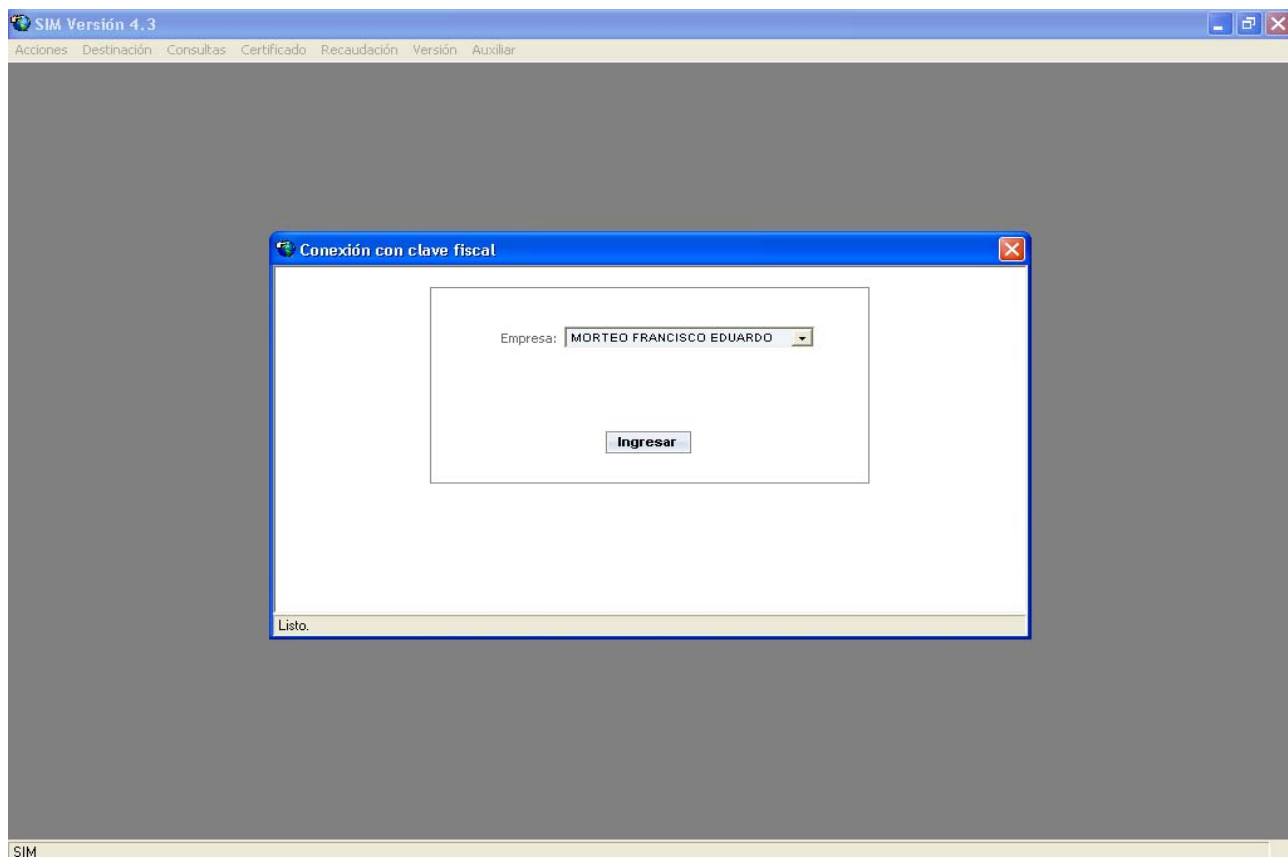 SIM Versión 4.3
Acciones Destinación Consultas Certificado Recaudación Versión Auxiliar
Conexión con clave fiscal
Empresa: MORTEO FRANCISCO EDUARDO
Ingresar
Listo.
SIM